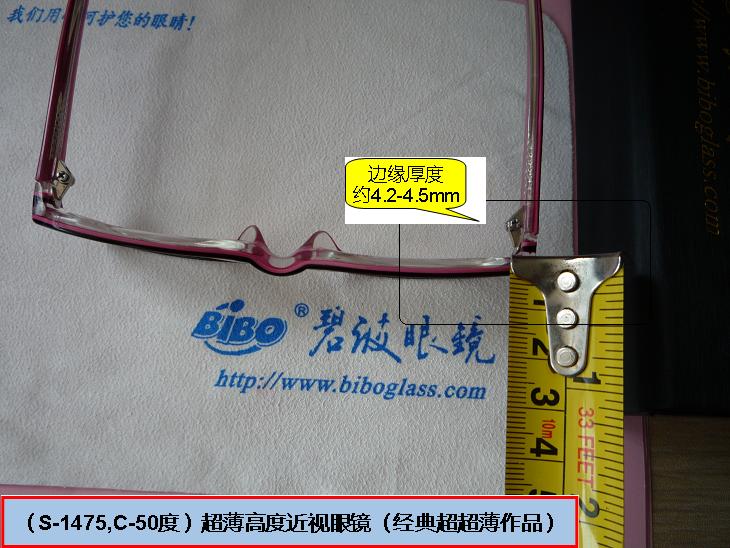 我们用心呵护您的眼睛!
//www.biboglass.com
边缘厚度
约4.2-4.5mm
BiBO® 碧波眼镜
http://www.biboglass.com
1 2 3 4 5
10m
33 FEET
1 2
(S-1475,C-50度)超薄高度近视眼镜(经典超超薄作品)